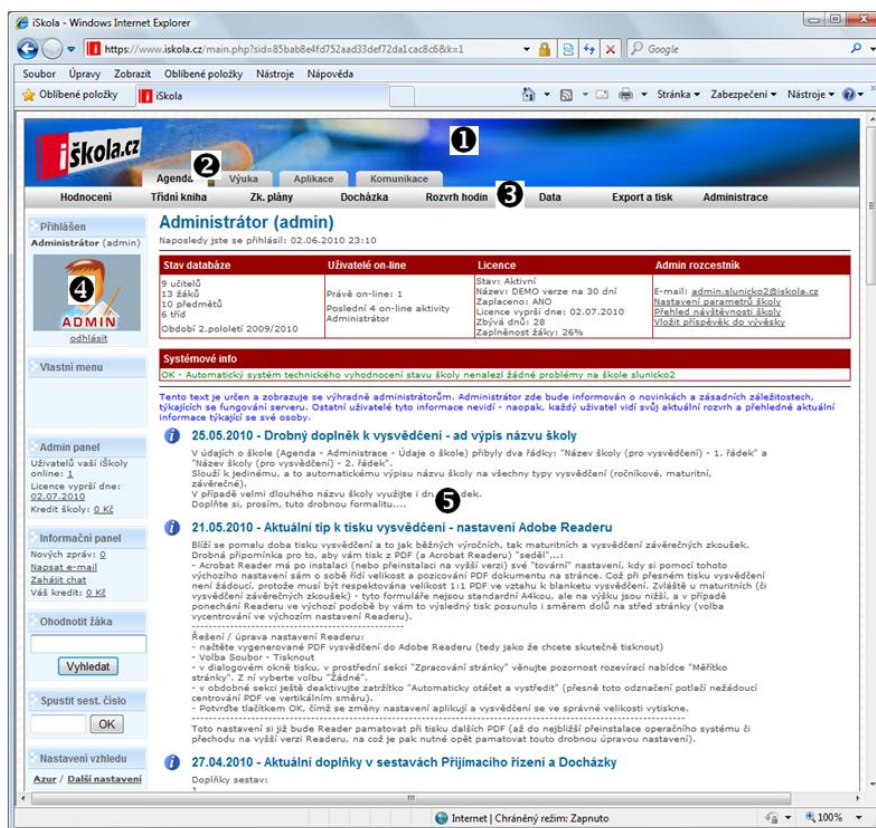 iSkola - Windows Internet Explorer
https://www.iskola.cz/main.php?sid=85bab8e4fd752aad33def72da1cac8c6&k=1
Google
Soubor Úpravy Zobrazit Oblíbené položky Nástroje Nápověda
Oblíbené položky iSkola Stránka Zabezpečení Nástroje
iškola.cz
1
2
Agenda Výuka Aplikace Komunikace
Hodnocení Třídní kniha Zk. plány Docházka Rozvrh hodin 3 Data Export a tisk Administrace
Přihlášen
Administrátor (admin)
4
ADMIN
odhlásit
Vlastní menu
Admin panel
Uživatelů vaší iŠkoly
online: 1
Licence vyprší dne:
02.07.2010
Kredit školy: 0 Kč
Informační panel
Nových zpráv: 0
Napsat e-mail
Zahájit chat
Váš kredit: 0 Kč
Ohodnotit žáka
Vyhledat
Spustit sest. číslo
OK
Nastavení vzhledu
Azur / Další nastavení
Administrátor (admin)
Naposledy jste se přihlásil: 02.06.2010 23:10
Stav databáze
9 učitelů
13 žáků
10 předmětů
6 tříd
Období 2.pololetí 2009/2010
Uživatelé on-line
Právě on-line: 1
Poslední 4 on-line aktivity
Administrátor
Licence
Stav: Aktivní
Název: DEMO verze na 30 dní
Zaplaceno: ANO
Licence vyprší dne: 02.07.2010
Zbývá dnů: 28
Zaplněnost žáky: 26%
Admin rozcestník
E-mail: admin.slunicko2@iskola.cz
Nastavení parametrů školy
Přehled návštěvnosti školy
Vložit příspěvek do vývěsky
Systémové info
OK - Automatický systém technického vyhodnocení stavu školy nenalezl žádné problémy na škole slunicko2
Tento text je určen a zobrazuje se výhradně administrátorům. Administrátor zde bude informován o novinkách a zásadních záležitostech,
týkajících se fungování serveru. Ostatní uživatelé tyto informace nevidí - naopak, každý uživatel vidí svůj aktuální rozvrh a přehledné aktuální
informace týkající se své osoby.
25.05.2010 - Drobný doplněk k vysvědčení - ad výpis názvu školy
V údajích o škole (Agenda - Administrace - Údaje o škole) přibyly dva řádky: "Název školy (pro vysvědčení) - 1. řádek" a
"Název školy (pro vysvědčení) - 2. řádek".
Slouží k jedinému, a to automatickému výpisu názvu školy na všechny typy vysvědčení (ročníkové, maturitní,
závěrečné).
V případě velmi dlouhého názvu školy využijte i dru dek.
Doplňte si, prosím, tuto drobnou formalitu....
5
21.05.2010 - Aktuální tip k tisku vysvědčení - nastavení Adobe Readeru
Blíží se pomalu doba tisku vysvědčení a to jak běžných výročních, tak maturitních a vysvědčení závěrečných zkoušek.
Drobná připomínka pro to, aby vám tisk z PDF (a Acrobat Readeru) "seděl"...:
- Acrobat Reader má po instalaci (nebo přeinstalaci na vyšší verzi) své "tovární" nastavení, kdy si pomocí tohoto
výchozího nastavení sám o sobě řídí velikost a pozicování PDF dokumentu na stránce. Což při přesném tisku vysvědčení
není žádoucí, protože musí být respektována velikost 1:1 PDF ve vztahu k blanketu vysvědčení. Zvláště u maturitních (či
vysvědčení závěrečných zkoušek) - tyto formuláře nejsou standardní A4kou, ale na výšku jsou nižší, a v případě
ponechání Readeru ve výchozí podobě by vám to výsledný tisk posunulo i směrem dolů na střed stránky (volba
vycentrování ve výchozím nastavení Readeru).
----------------------------------------
Řešení / úprava nastavení Readeru:
- načtěte vygenerované PDF vysvědčení do Adobe Readeru (tedy jako že chcete skutečně tisknout)
- Volba Soubor - Tisknout
- v dialogovém okně tisku, v prostřední sekci "Zpracování stránky" věnujte pozornost rozevírací nabídce "Měřítko
stránky". Z ní vyberte volbu "Žádné".
- v obdobné sekci ještě deaktivujte zatržítko "Automaticky otáčet a vystředit" (přesně toto odznačení potlačí nežádoucí
centrování PDF ve vertikálním směru).
- Potvrďte tlačítkem OK, čímž se změny nastavení aplikují a vysvědčení se ve správné velikosti vytiskne.
----------------------------------------
Toto nastavení si již bude Reader pamatovat při tisku dalších PDF (až do nejbližší přeinstalace operačního systému či
přechodu na vyšší verzi Readeru, na což je pak nutné opět pamatovat touto drobnou úpravou nastavení).
27.04.2010 - Aktuální doplňky v sestavách Přijímacího řízení a Docházky
Doplňky sestav:
Internet | Chráněný režim: Zapnuto 100%